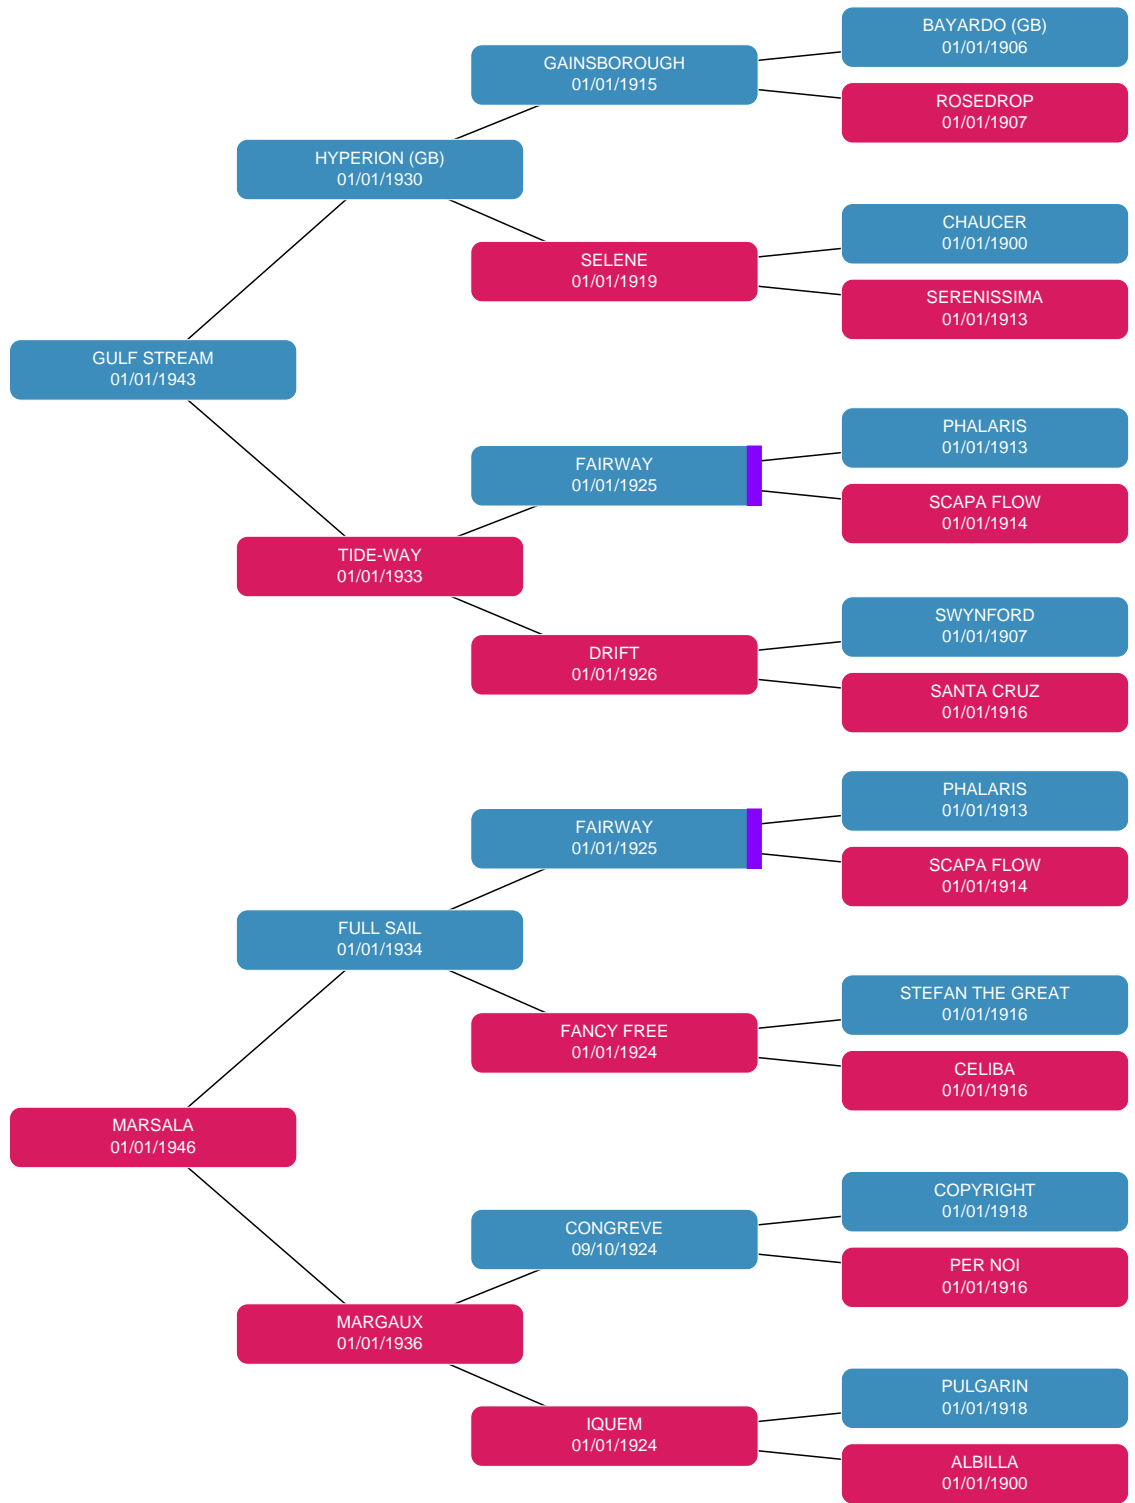 BAYARDO (GB)
01/01/1906
GAINSBOROUGH
01/01/1915
ROSEDROP
01/01/1907
HYPERION (GB)
01/01/1930
CHAUCER
01/01/1900
SELENE
01/01/1919
SERENISSIMA
01/01/1913
GULF STREAM
01/01/1943
PHALARIS
01/01/1913
FAIRWAY
01/01/1925
SCAPA FLOW
01/01/1914
TIDE-WAY
01/01/1933
SWYNFORD
01/01/1907
DRIFT
01/01/1926
SANTA CRUZ
01/01/1916
PHALARIS
01/01/1913
FAIRWAY
01/01/1925
SCAPA FLOW
01/01/1914
FULL SAIL
01/01/1934
STEFAN THE GREAT
01/01/1916
FANCY FREE
01/01/1924
CELIBA
01/01/1916
MARSALA
01/01/1946
COPYRIGHT
01/01/1918
CONGREVE
09/10/1924
PER NOI
01/01/1916
MARGAUX
01/01/1936
PULGARIN
01/01/1918
IQUEM
01/01/1924
ALBILLA
01/01/1900